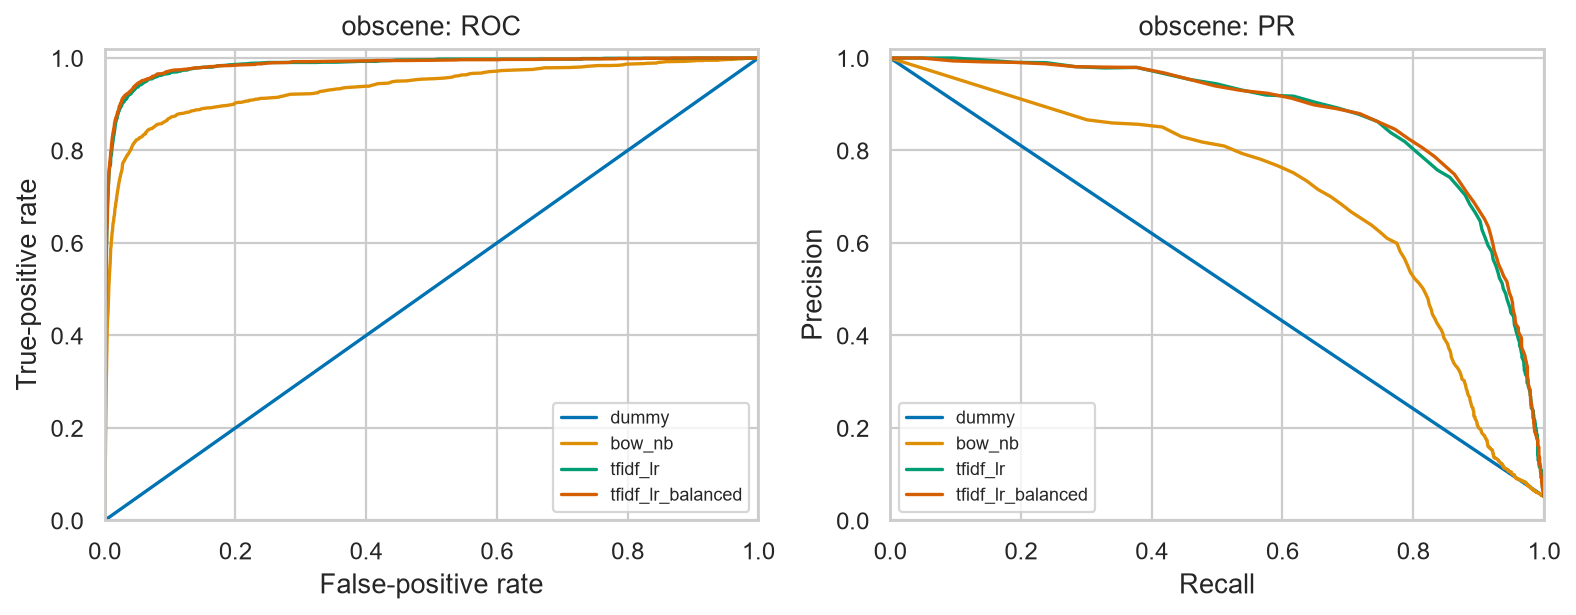 obscene: ROC
True-positive rate
1.0
0.8
0.6
0.4
0.2
0.0
0.0 0.2 0.4 0.6 0.8 1.0
False-positive rate
dummy
bow_nb
tfidf_lr
tfidf_lr_balanced
obscene: PR
Precision
1.0
0.8
0.6
0.4
0.2
0.0
0.0 0.2 0.4 0.6 0.8 1.0
Recall
dummy
bow_nb
tfidf_lr
tfidf_lr_balanced